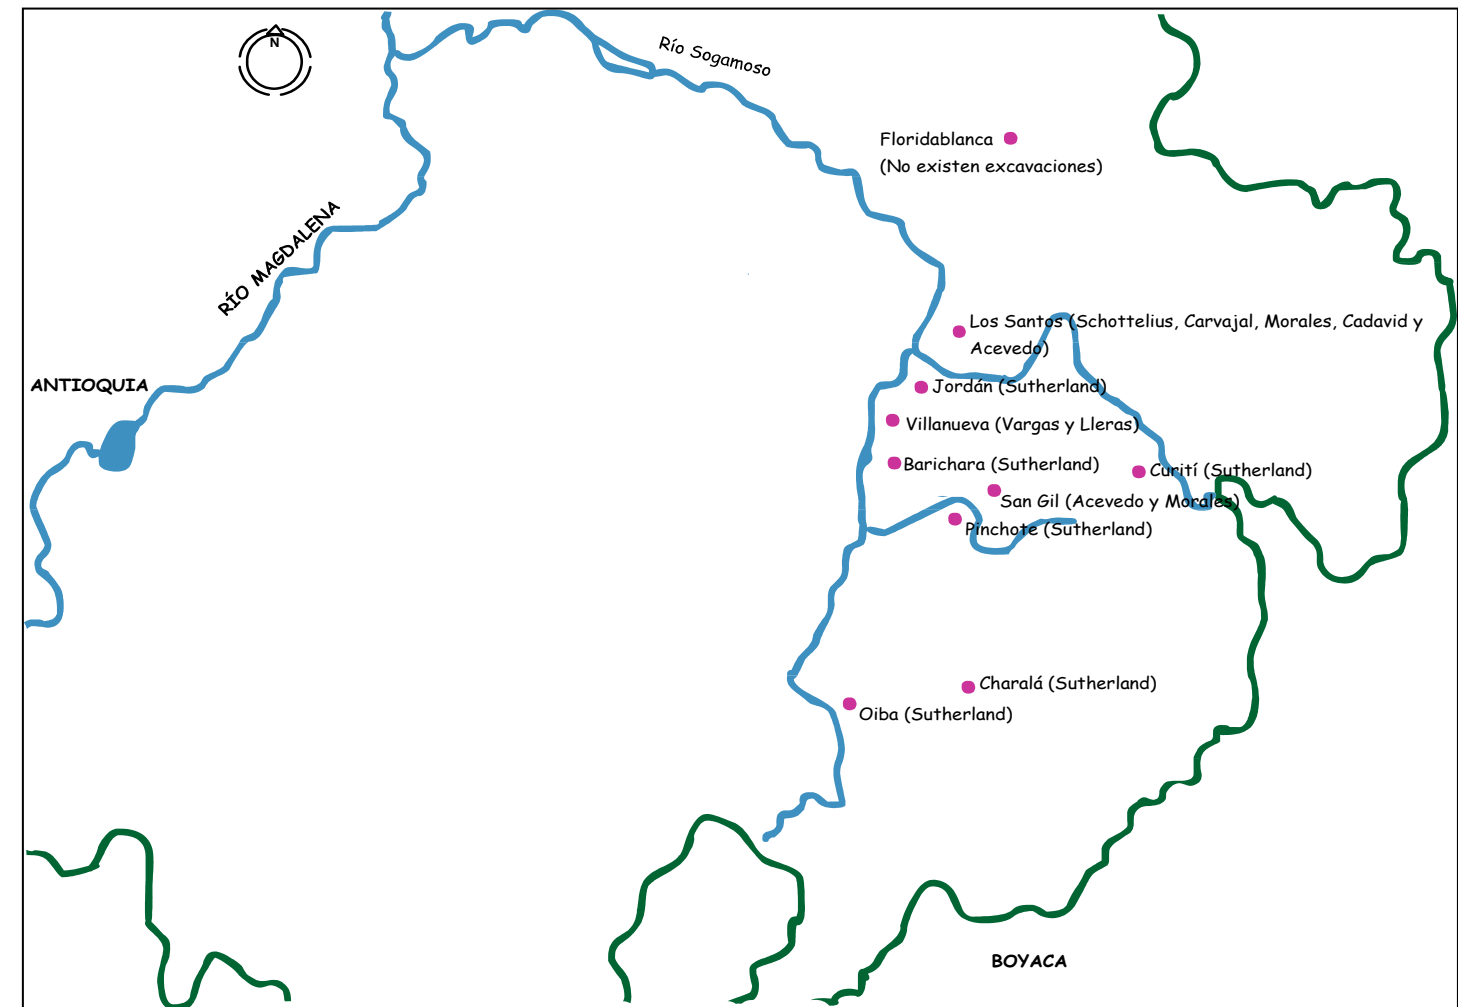 N
Río Sogamoso
Floridablanca
(No existen excavaciones)
RÍO MAGDALENA
Los Santos (Schottelius, Carvajal, Morales, Cadavid y
Acevedo)
ANTIOQUIA
Jordán (Sutherland)
Villanueva (Vargas y Lleras)
Barichara (Sutherland)
Curití (Sutherland)
San Gil (Acevedo y Morales)
Pinchote (Sutherland)
Charalá (Sutherland)
Oiba (Sutherland)
BOYACA